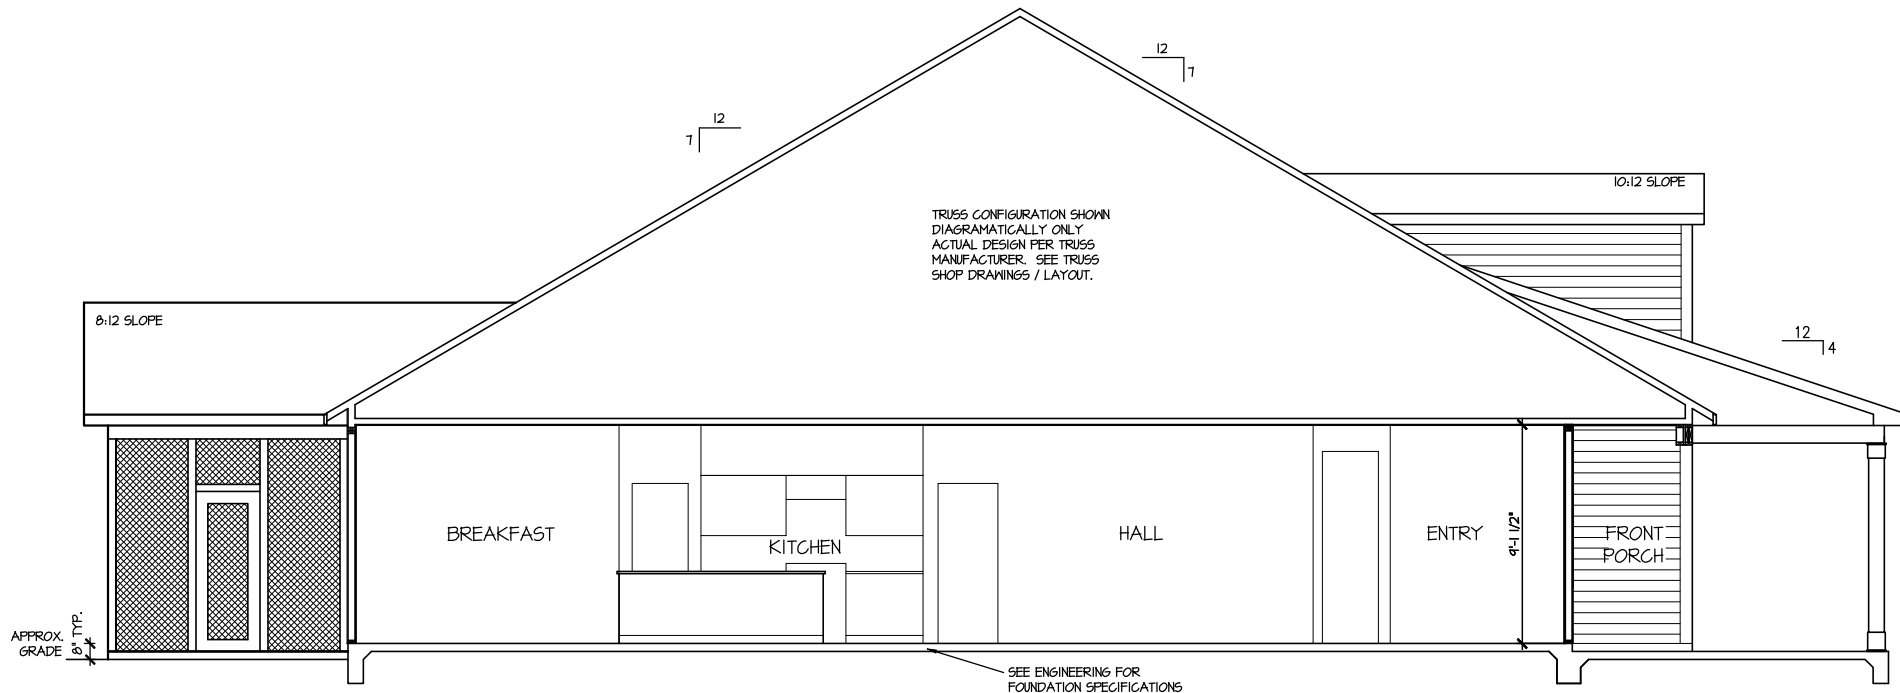 12
7
12
7
10:12 SLOPE
TRUSS CONFIGURATION SHOWN
DIAGRAMATICALLY ONLY
ACTUAL DESIGN PER TRUSS
MANUFACTURER. SEE TRUSS
SHOP DRAWINGS / LAYOUT.
8:12 SLOPE
12
4
BREAKFAST
KITCHEN
HALL
ENTRY
9'-1 1/2"
FRONT
PORCH
APPROX.
GRADE
8" TYP.
SEE ENGINEERING FOR
FOUNDATION SPECIFICATIONS